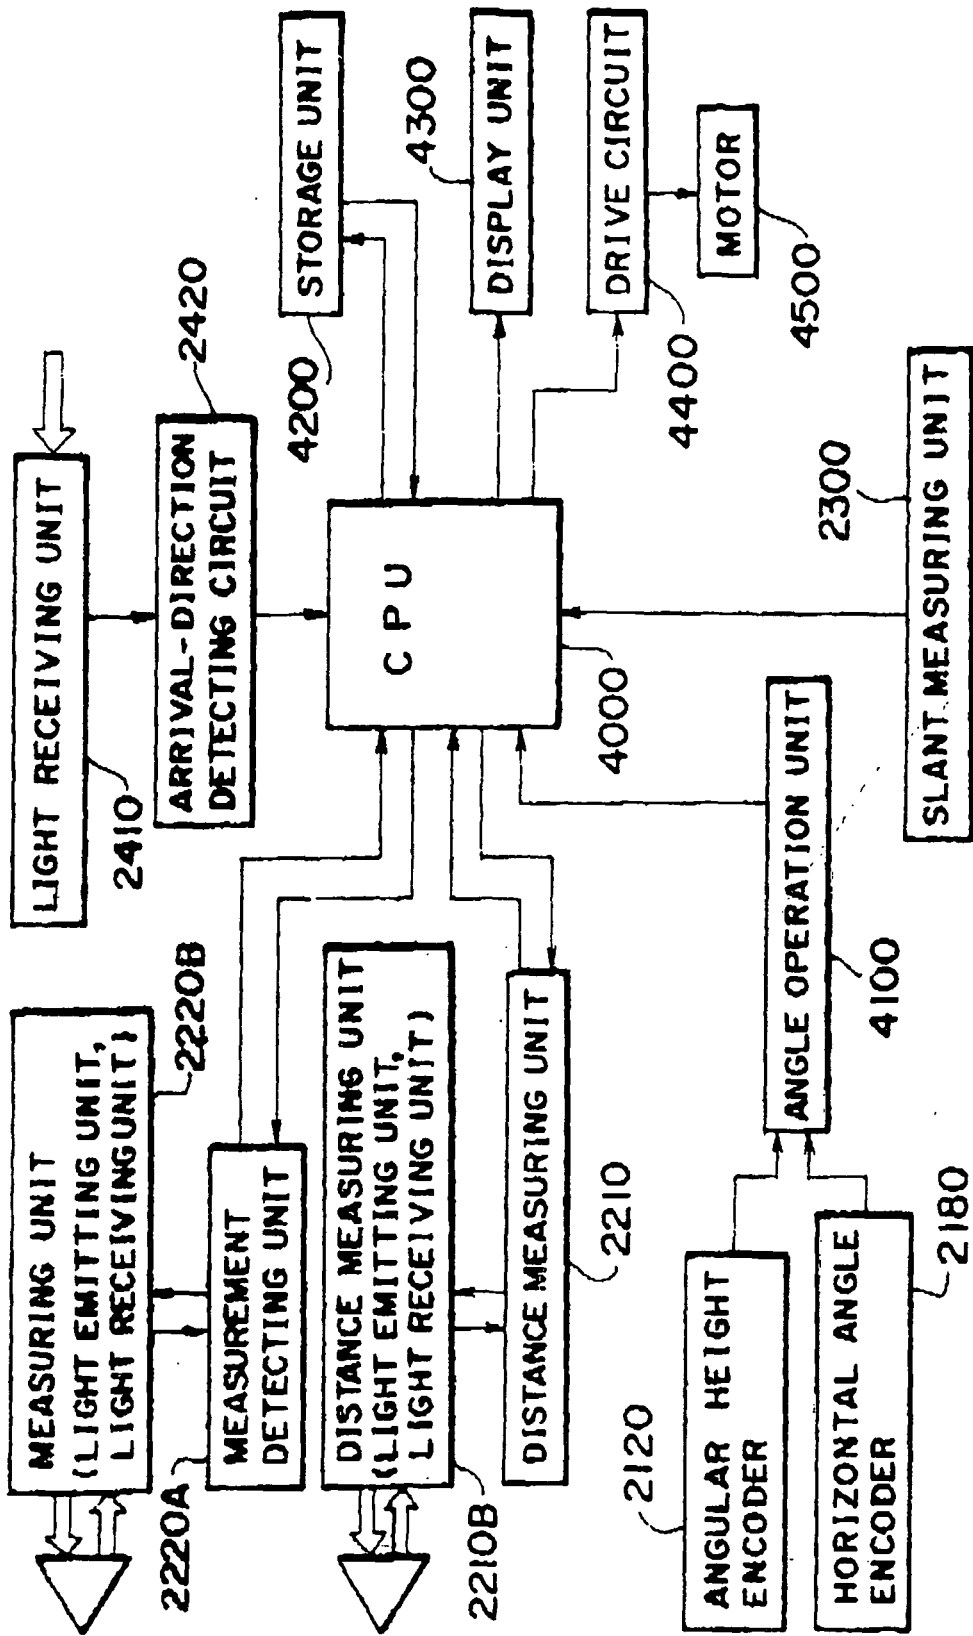 MEASURING UNIT
(LIGHT EMITTING UNIT,
LIGHT RECEIVING UNIT)
2220B
LIGHT RECEIVING UNIT
2410
2220A
MEASUREMENT
DETECTING UNIT
ARRIVAL-DIRECTION
DETECTING CIRCUIT
2420
STORAGE UNIT
4200
DISTANCE MEASURING UNIT
(LIGHT EMITTING UNIT,
LIGHT RECEIVING UNIT)
2210B
CPU
4000
4300
DISPLAY UNIT
DISTANCE MEASURING UNIT
2210
DRIVE CIRCUIT
4400
MOTOR
4500
2120
ANGULAR HEIGHT
ENCODER
ANGLE OPERATION UNIT
4100
2300
HORIZONTAL ANGLE
ENCODER
2180
SLANT MEASURING UNIT